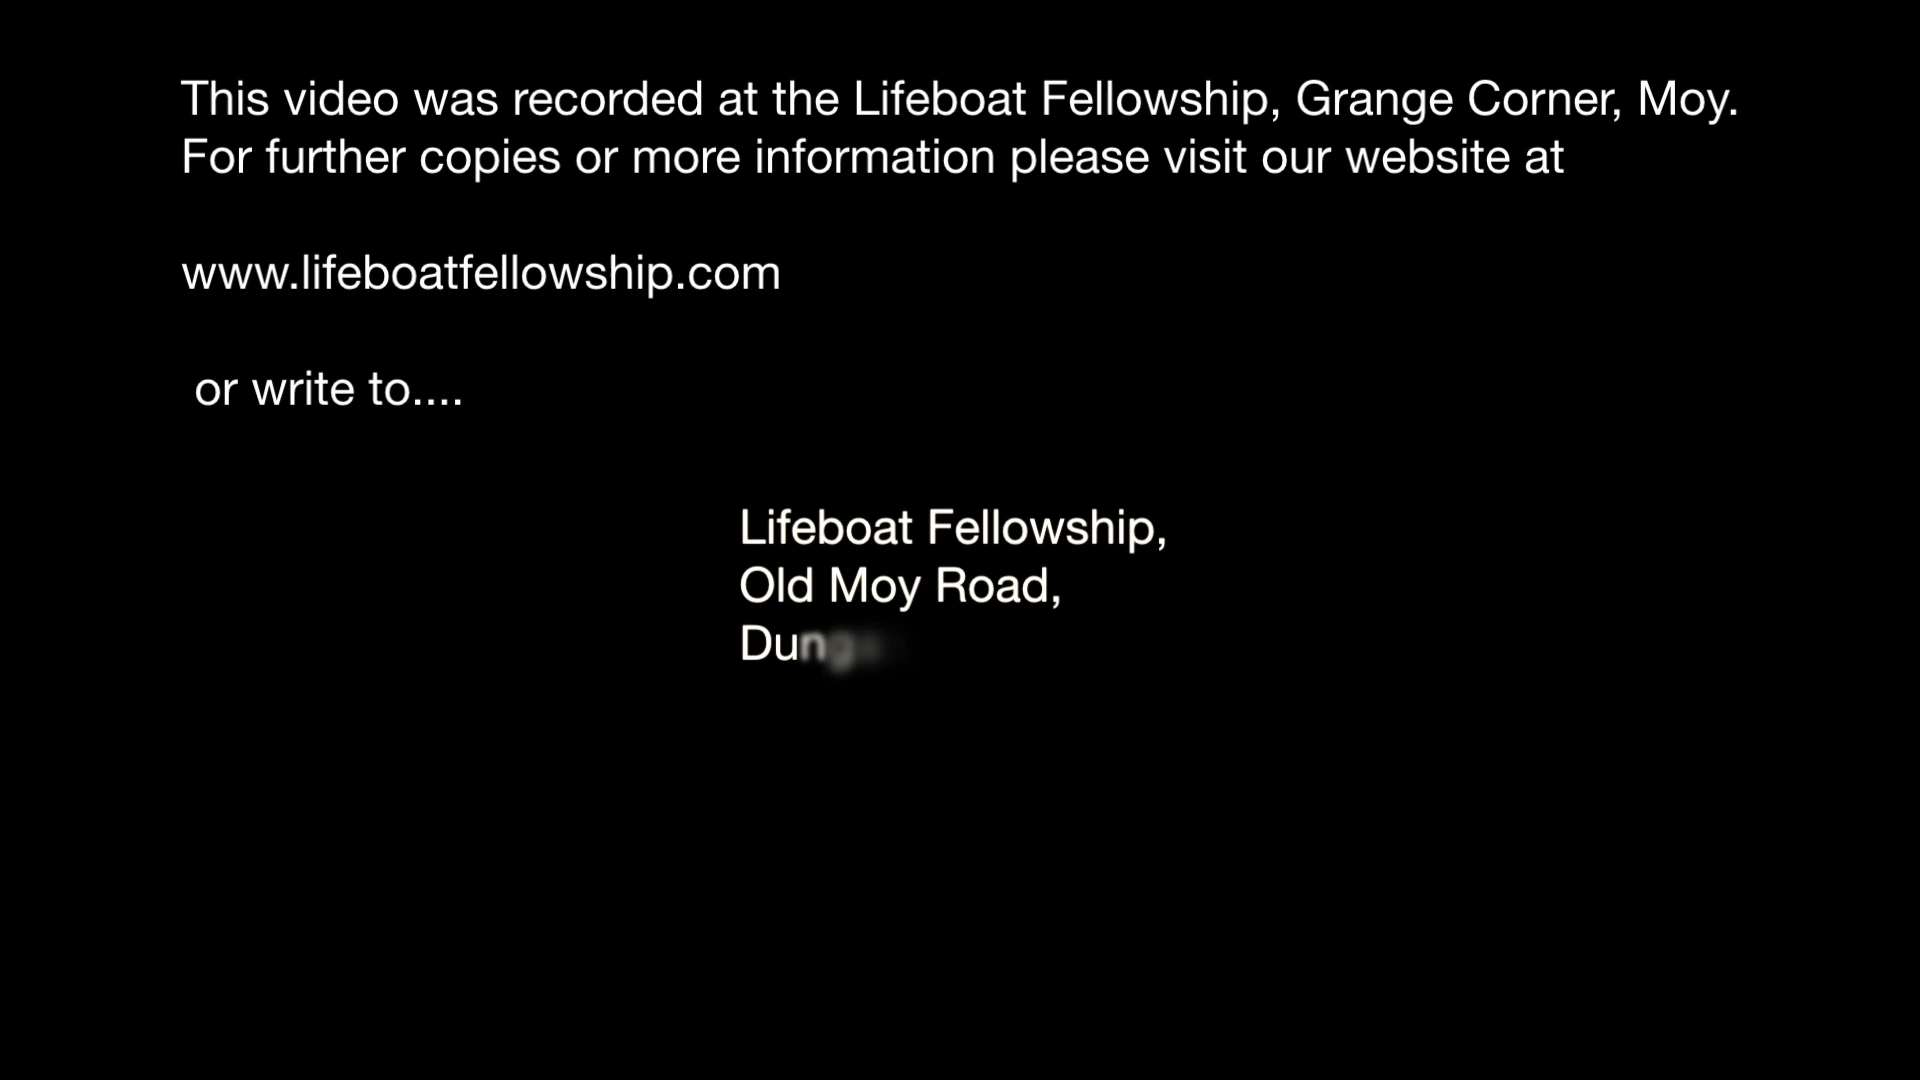 This video was recorded at the Lifeboat Fellowship, Grange Corner, Moy.
For further copies or more information please visit our website at
www.lifeboatfellowship.com
or write to....
Lifeboat Fellowship,
Old Moy Road,